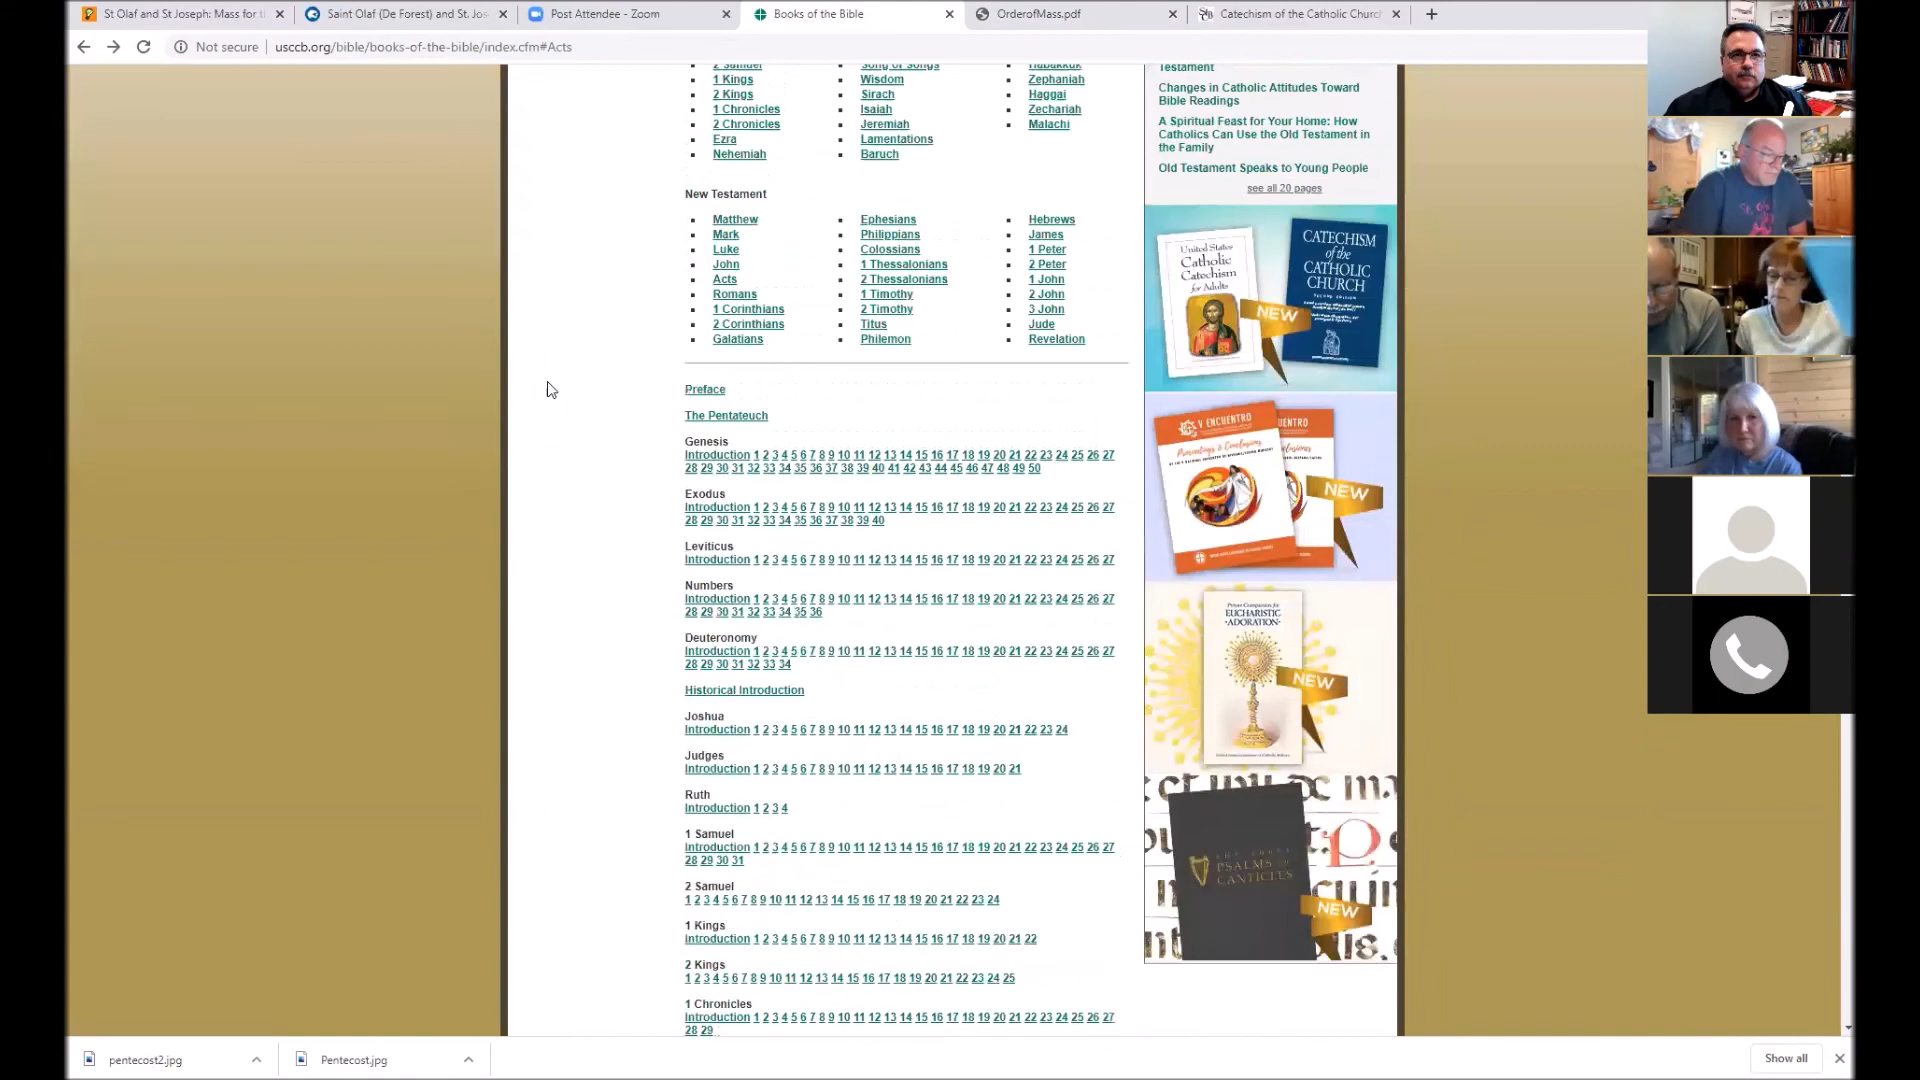 St Olaf and St Joseph: Mass for t
Saint Olaf (De Forest) and St. Jos
Post Attendee - Zoom
Books of the Bible
OrderofMass.pdf
Catechism of the Catholic Church
Not secure
usccb.org/bible/books-of-the-bible/index.cfm#Acts
2 Samuel
Song of Songs
Habakkuk
1 Kings
Wisdom
Zephaniah
2 Kings
Sirach
Haggai
1 Chronicles
Isaiah
Zechariah
2 Chronicles
Jeremiah
Malachi
Ezra
Lamentations
Nehemiah
Baruch
New Testament
Matthew
Ephesians
Hebrews
Mark
Philippians
James
Luke
Colossians
1 Peter
John
1 Thessalonians
2 Peter
Acts
2 Thessalonians
1 John
Romans
1 Timothy
2 John
1 Corinthians
2 Timothy
3 John
2 Corinthians
Titus
Jude
Galatians
Philemon
Revelation
Preface
The Pentateuch
Genesis
Introduction 1 2 3 4 5 6 7 8 9 10 11 12 13 14 15 16 17 18 19 20 21 22 23 24 25 26 27
28 29 30 31 32 33 34 35 36 37 38 39 40 41 42 43 44 45 46 47 48 49 50
Exodus
Introduction 1 2 3 4 5 6 7 8 9 10 11 12 13 14 15 16 17 18 19 20 21 22 23 24 25 26 27
28 29 30 31 32 33 34 35 36 37 38 39 40
Leviticus
Introduction 1 2 3 4 5 6 7 8 9 10 11 12 13 14 15 16 17 18 19 20 21 22 23 24 25 26 27
Numbers
Introduction 1 2 3 4 5 6 7 8 9 10 11 12 13 14 15 16 17 18 19 20 21 22 23 24 25 26 27
28 29 30 31 32 33 34 35 36
Deuteronomy
Introduction 1 2 3 4 5 6 7 8 9 10 11 12 13 14 15 16 17 18 19 20 21 22 23 24 25 26 27
28 29 30 31 32 33 34
Historical Introduction
Joshua
Introduction 1 2 3 4 5 6 7 8 9 10 11 12 13 14 15 16 17 18 19 20 21 22 23 24
Judges
Introduction 1 2 3 4 5 6 7 8 9 10 11 12 13 14 15 16 17 18 19 20 21
Ruth
Introduction 1 2 3 4
1 Samuel
Introduction 1 2 3 4 5 6 7 8 9 10 11 12 13 14 15 16 17 18 19 20 21 22 23 24 25 26 27
28 29 30 31
2 Samuel
1 2 3 4 5 6 7 8 9 10 11 12 13 14 15 16 17 18 19 20 21 22 23 24
1 Kings
Introduction 1 2 3 4 5 6 7 8 9 10 11 12 13 14 15 16 17 18 19 20 21 22
2 Kings
1 2 3 4 5 6 7 8 9 10 11 12 13 14 15 16 17 18 19 20 21 22 23 24 25
1 Chronicles
Introduction 1 2 3 4 5 6 7 8 9 10 11 12 13 14 15 16 17 18 19 20 21 22 23 24 25 26 27
28 29
Testament
Changes in Catholic Attitudes Toward
Bible Readings
A Spiritual Feast for Your Home: How
Catholics Can Use the Old Testament in
the Family
Old Testament Speaks to Young People
see all 20 pages
United States
Catholic
Catechism
for Adults
NEW
CATECHISM
of the
CATHOLIC
CHURCH
SECOND EDITION
V ENCUENTRO
Proceedings & Conclusions
NEW
Prayer Companion for
EUCHARISTIC
·ADORATION·
NEW
PSALMS
CANTICLES
NEW
pentecost2.jpg
Pentecost.jpg
Show all